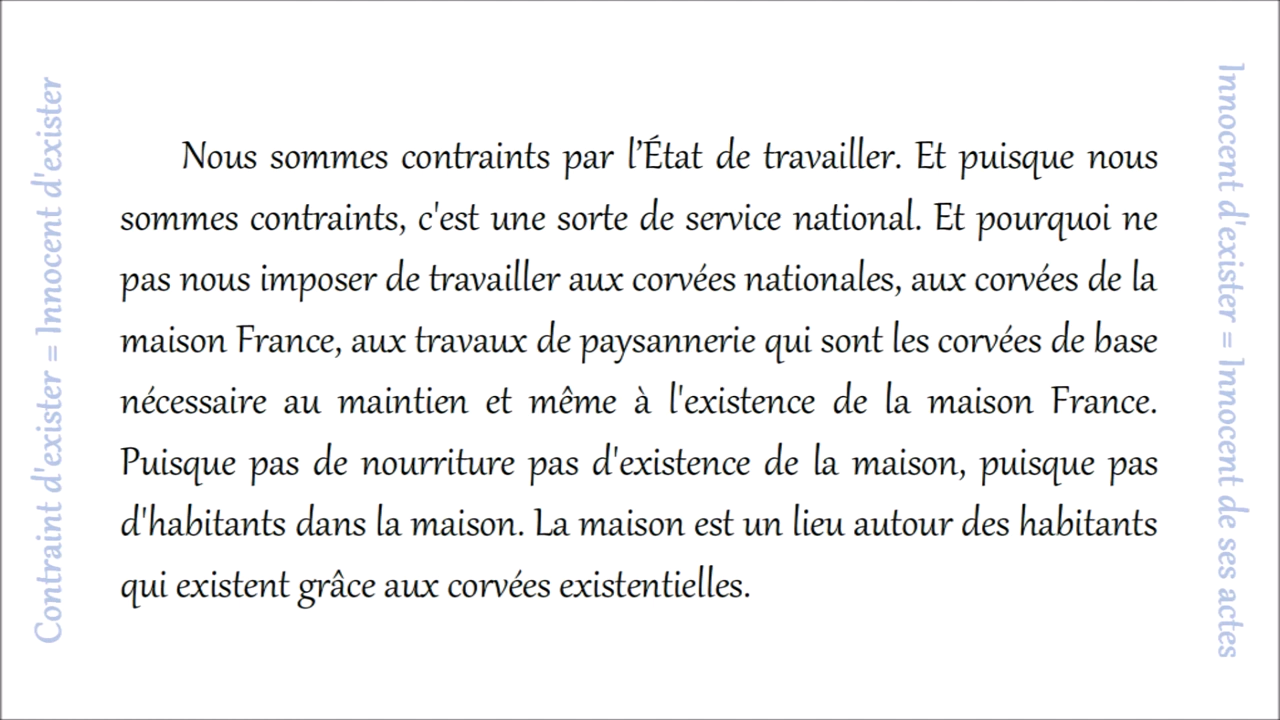 Contraint d'exister = Innocent d'exister
Nous sommes contraints par l’État de travailler. Et puisque nous
sommes contraints, c'est une sorte de service national. Et pourquoi ne
pas nous imposer de travailler aux corvées nationales, aux corvées de la
maison France, aux travaux de paysannerie qui sont les corvées de base
nécessaire au maintien et même à l'existence de la maison France.
Puisque pas de nourriture pas d'existence de la maison, puisque pas
d'habitants dans la maison. La maison est un lieu autour des habitants
qui existent grâce aux corvées existentielles.
Innocent d'exister = Innocent de ses actes